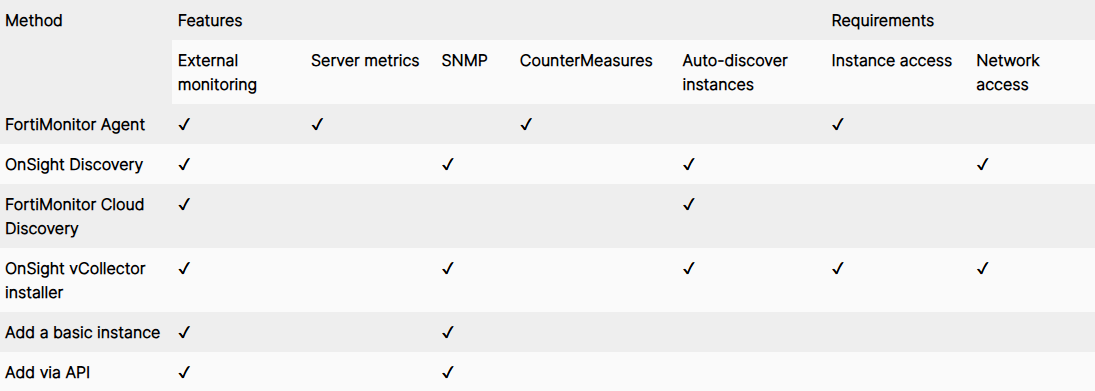 Method Features Requirements
External monitoring Server metrics SNMP CounterMeasures Auto-discover instances Instance access Network access
FortiMonitor Agent ✓ ✓ ✓ ✓
OnSight Discovery ✓ ✓ ✓ ✓
FortiMonitor Cloud Discovery ✓ ✓
OnSight vCollector installer ✓ ✓ ✓ ✓ ✓
Add a basic instance ✓ ✓
Add via API ✓ ✓